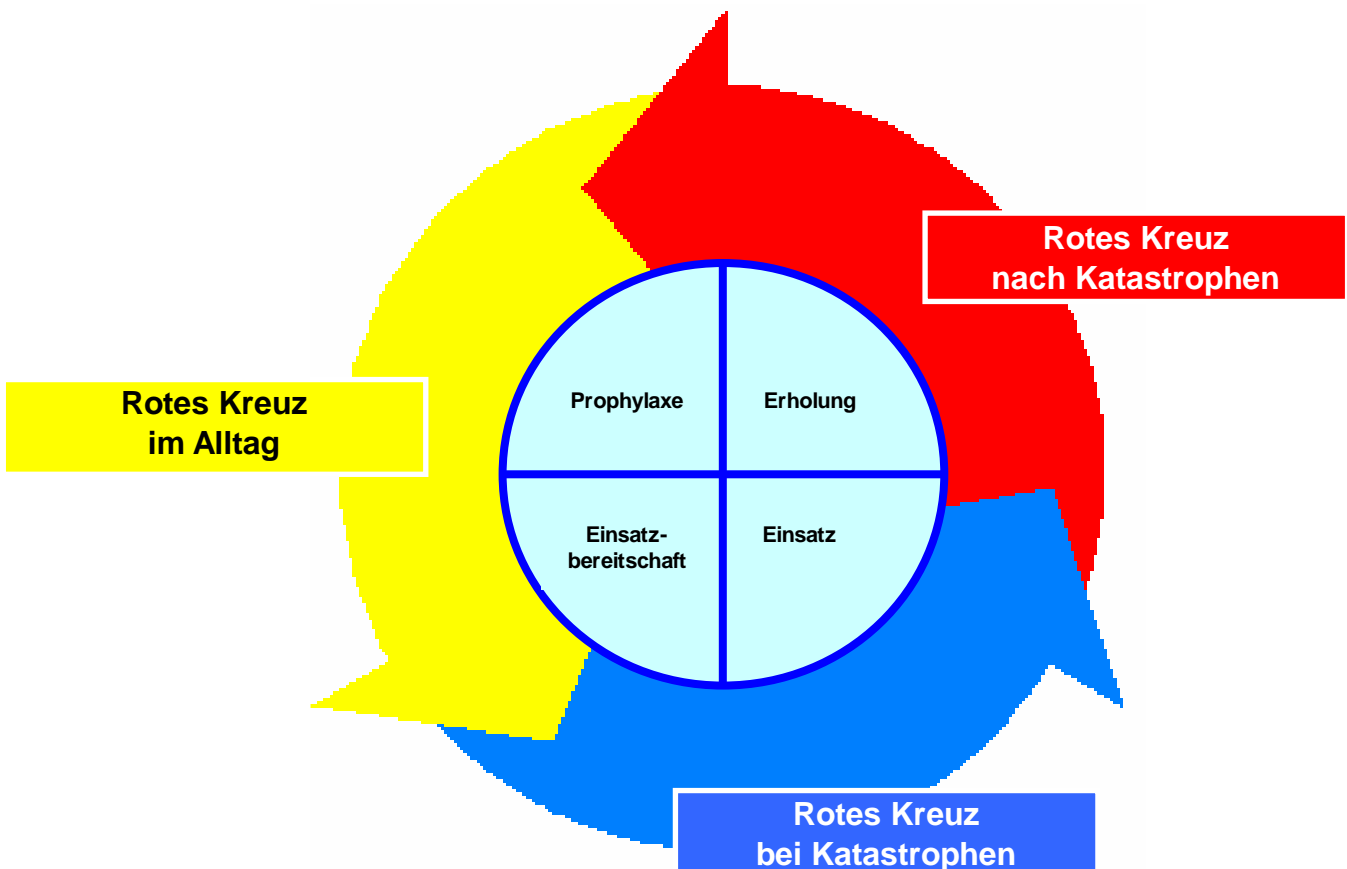 Rotes Kreuz
nach Katastrophen
Rotes Kreuz
im Alltag
Prophylaxe
Erholung
Einsatz-
bereitschaft
Einsatz
Rotes Kreuz
bei Katastrophen